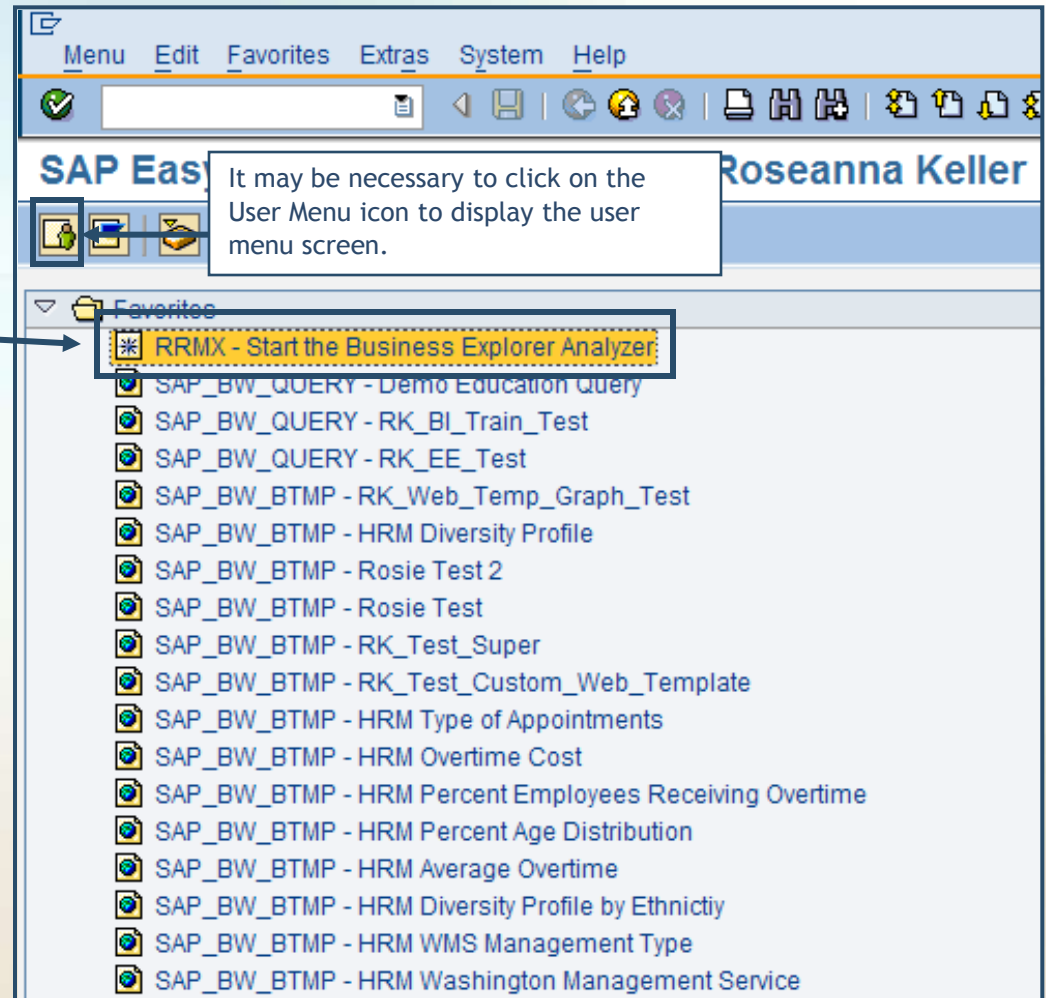 Menu Edit Favorites Extras System Help
SAP Easy Roseanna Keller
It may be necessary to click on the
User Menu icon to display the user
menu screen.
Favorites
RRMX - Start the Business Explorer Analyzer
SAP_BW_QUERY - Demo Education Query
SAP_BW_QUERY - RK_BI_Train_Test
SAP_BW_QUERY - RK_EE_Test
SAP_BW_BTMP - RK_Web_Temp_Graph_Test
SAP_BW_BTMP - HRM Diversity Profile
SAP_BW_BTMP - Rosie Test 2
SAP_BW_BTMP - Rosie Test
SAP_BW_BTMP - RK_Test_Super
SAP_BW_BTMP - RK_Test_Custom_Web_Template
SAP_BW_BTMP - HRM Type of Appointments
SAP_BW_BTMP - HRM Overtime Cost
SAP_BW_BTMP - HRM Percent Employees Receiving Overtime
SAP_BW_BTMP - HRM Percent Age Distribution
SAP_BW_BTMP - HRM Average Overtime
SAP_BW_BTMP - HRM Diversity Profile by Ethnictiy
SAP_BW_BTMP - HRM WMS Management Type
SAP_BW_BTMP - HRM Washington Management Service